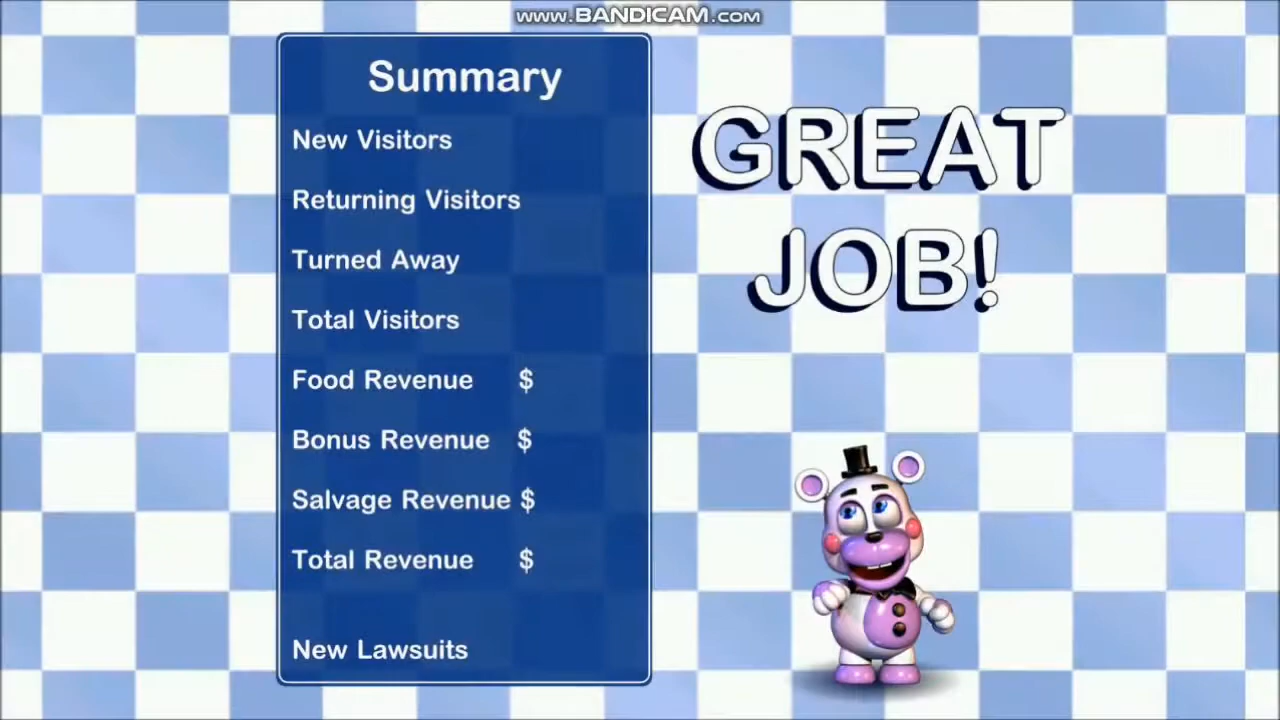 www.BANDICAM.com
Summary
New Visitors
Returning Visitors
Turned Away
Total Visitors
Food Revenue $
Bonus Revenue $
Salvage Revenue $
Total Revenue $
New Lawsuits
GREAT
JOB!